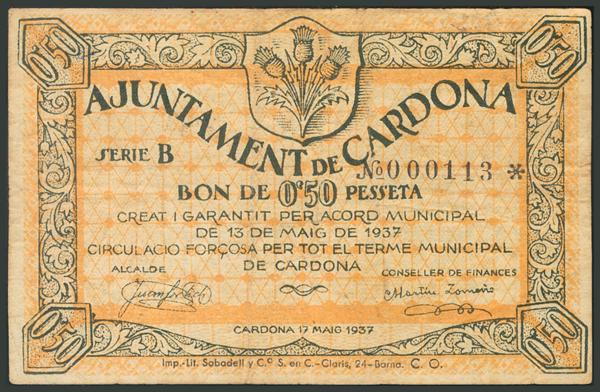 0'50
0'50
AJUNTAMENT DE CARDONA
SERIE B
No 000113 *
BON DE 0'50 PESSETA
CREAT I GARANTIT PER ACORD MUNICIPAL
DE 13 DE MAIG DE 1937
CIRCULACIO FORÇOSA PER TOT EL TERME MUNICIPAL
DE CARDONA
ALCALDE
CONSELLER DE FINANCES
CARDONA 17 MAIG 1937
0'50
0'50
Imp.-Lit. Sabadell y C.ª S. en C.-Claris, 24-Barna. C. O.